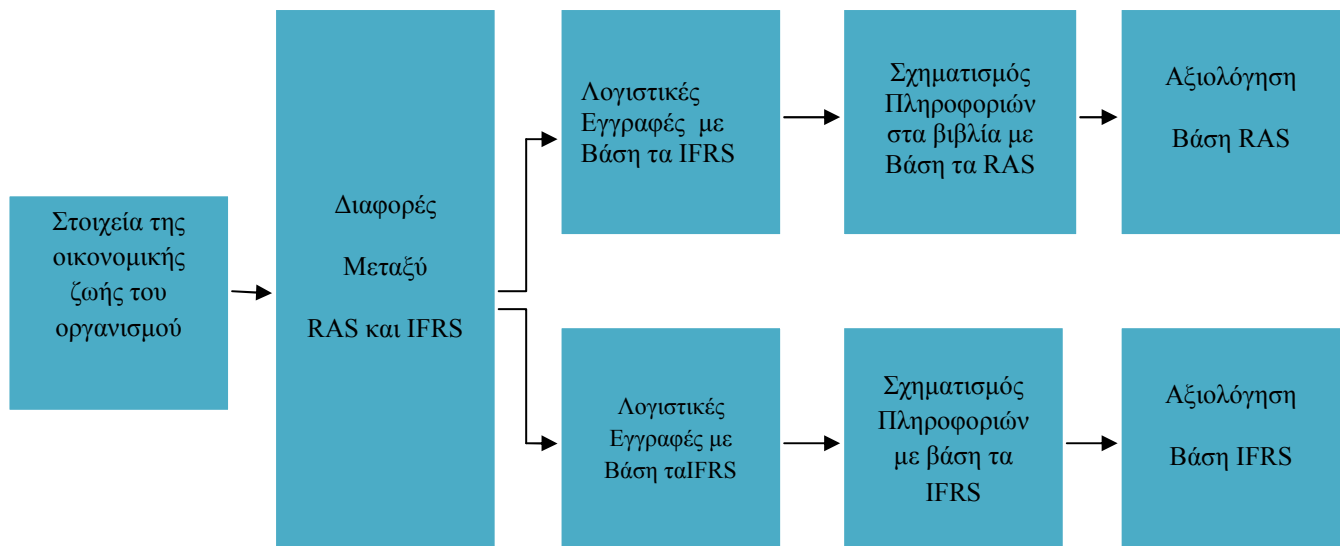 Στοιχεία της
οικονομικής
ζωής του
οργανισμού
Διαφορές
Μεταξύ
RAS και IFRS
Λογιστικές
Εγγραφές με
Βάση τα IFRS
Σχηματισμός
Πληροφοριών
στα βιβλία με
Βάση τα RAS
Αξιολόγηση
Βάση RAS
Λογιστικές
Εγγραφές με
Βάση ταIFRS
Σχηματισμός
Πληροφοριών
με βάση τα
IFRS
Αξιολόγηση
Βάση IFRS